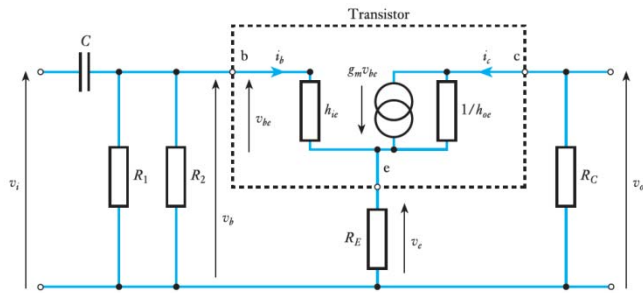 Transistor
C
b
i_b
i_c
c
g_m v_be
v_be
h_ie
1/h_oe
e
v_i
R_1
R_2
v_b
R_E
v_e
R_C
v_o